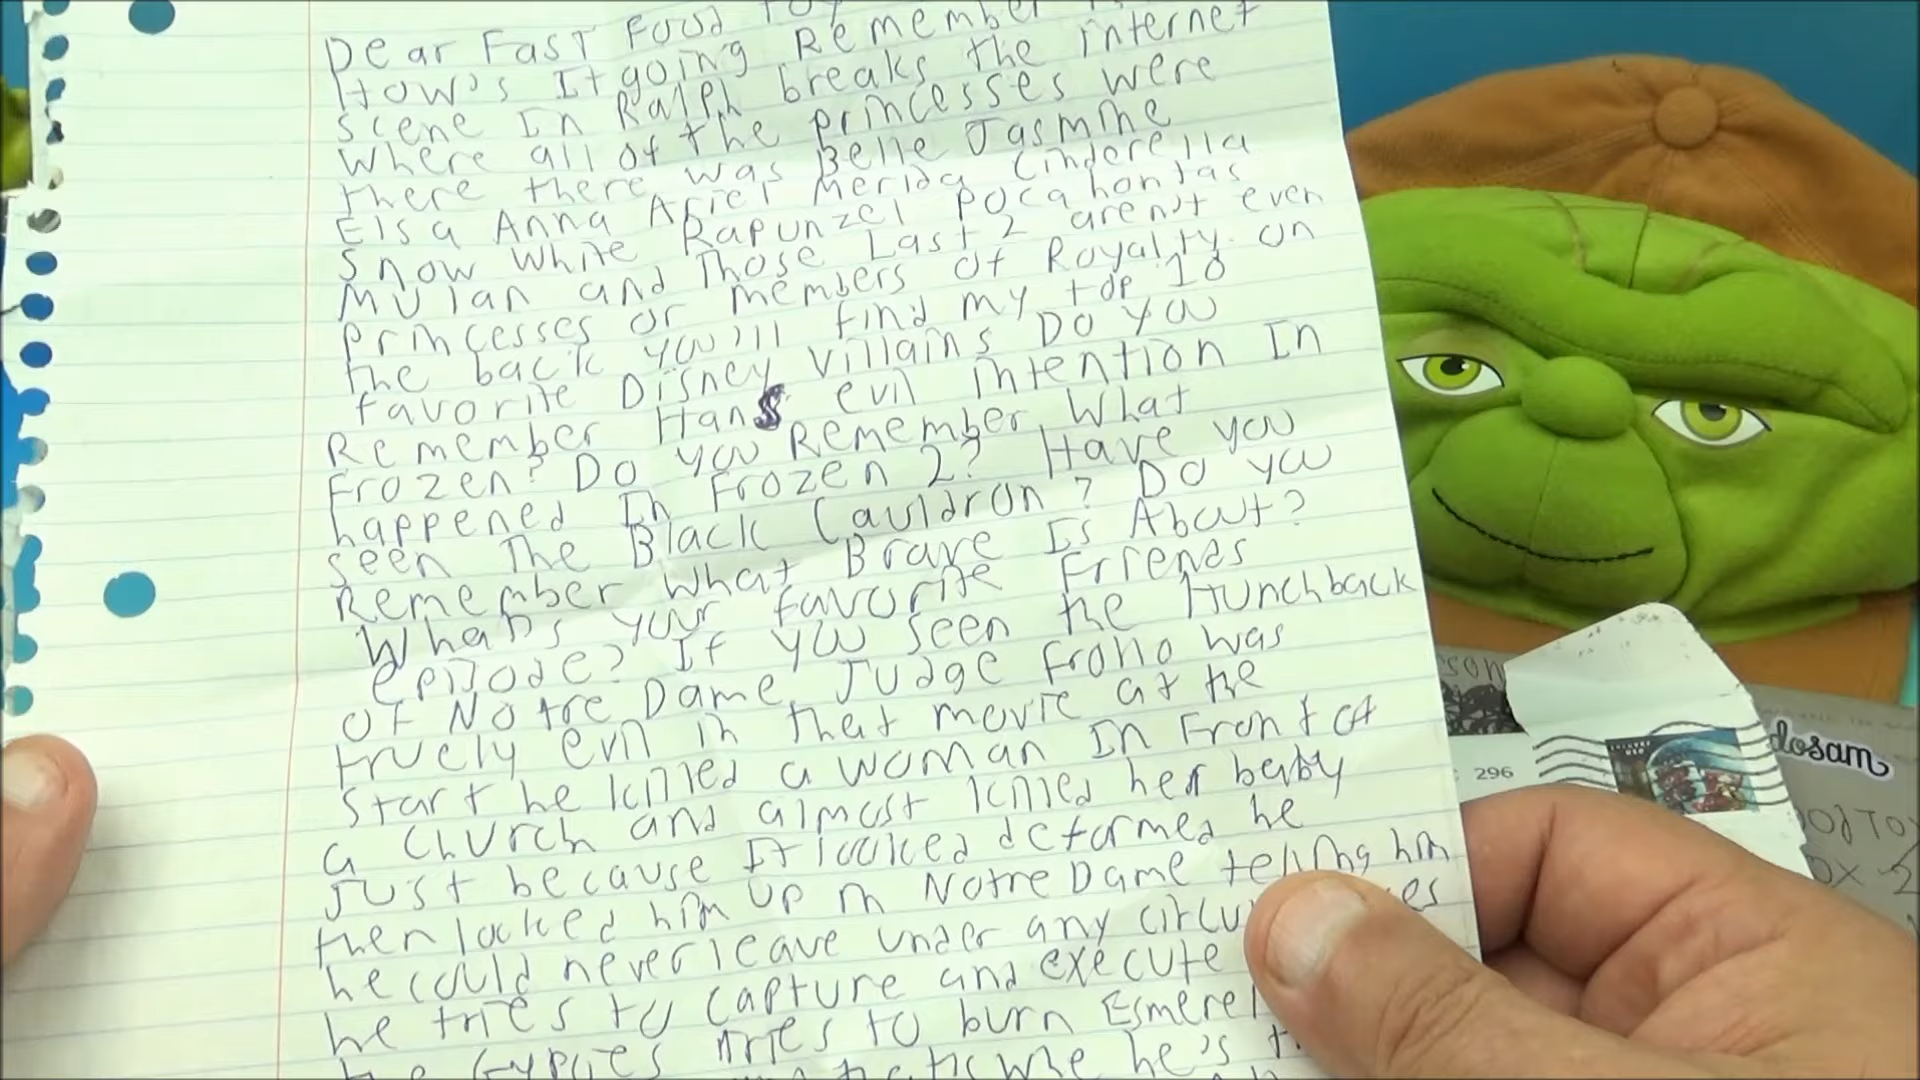 Dear Fast Food
How's It going Remember
scene In Ralph breaks the internet
where all of the princesses were
there there was Belle Jasmine
Elsa Anna Ariel Merida Cinderella
Snow White Rapunzel Pocahontas
Mulan and Those Last 2 aren't even
princesses or members of Royalty. on
the back you'll find my top 10
favorite Disney Villains Do you
Remember Hans evil intention In
Frozen? Do you Remember What
happened In Frozen 2? Have you
seen The Black Cauldron? Do you
Remember what Brave Is About?
What's your favorite Friends
episode? If you seen the Hunchback
of Notre Dame Judge Frollo was
truely evil in that movie at the
start he killed a woman In Front of
a Church and almost killed her baby
Just because It looked deformed he
then locked him up in Notre Dame telling him
he could never leave under any
he tries to capture and execute
Gypsies tries to burn
he's
296
dosam